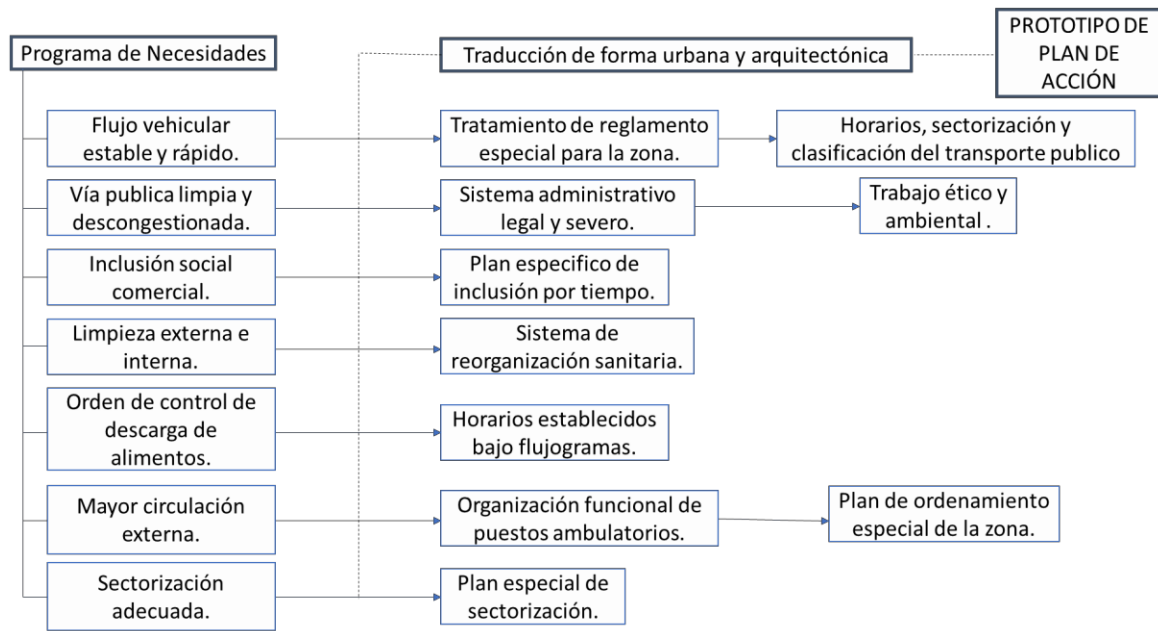 Programa de Necesidades
Traducción de forma urbana y arquitectónica
PROTOTIPO DE
PLAN DE
ACCIÓN
Flujo vehicular
estable y rápido.
Tratamiento de reglamento
especial para la zona.
Horarios, sectorización y
clasificación del transporte publico
Vía publica limpia y
descongestionada.
Sistema administrativo
legal y severo.
Trabajo ético y
ambiental .
Inclusión social
comercial.
Plan especifico de
inclusión por tiempo.
Limpieza externa e
interna.
Sistema de
reorganización sanitaria.
Orden de control de
descarga de
alimentos.
Horarios establecidos
bajo flujogramas.
Mayor circulación
externa.
Organización funcional de
puestos ambulatorios.
Plan de ordenamiento
especial de la zona.
Sectorización
adecuada.
Plan especial de
sectorización.